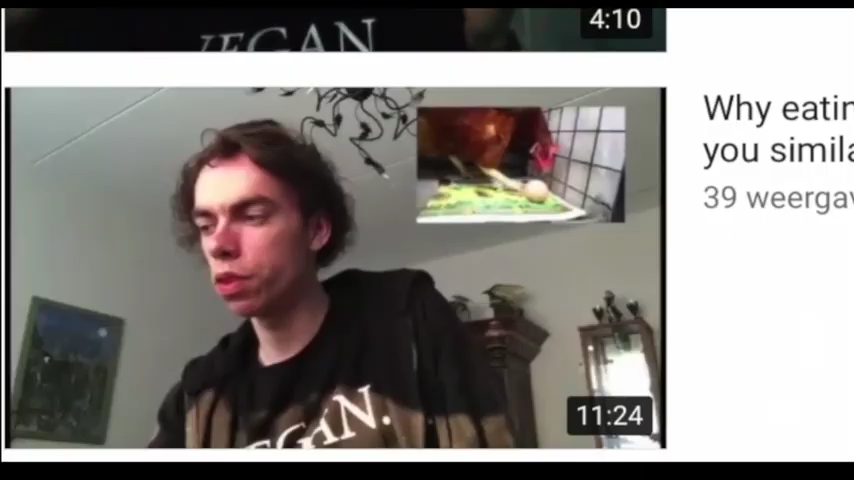 VEGAN
4:10
Why eatin
you simila
39 weergav
11:24
VEGAN.